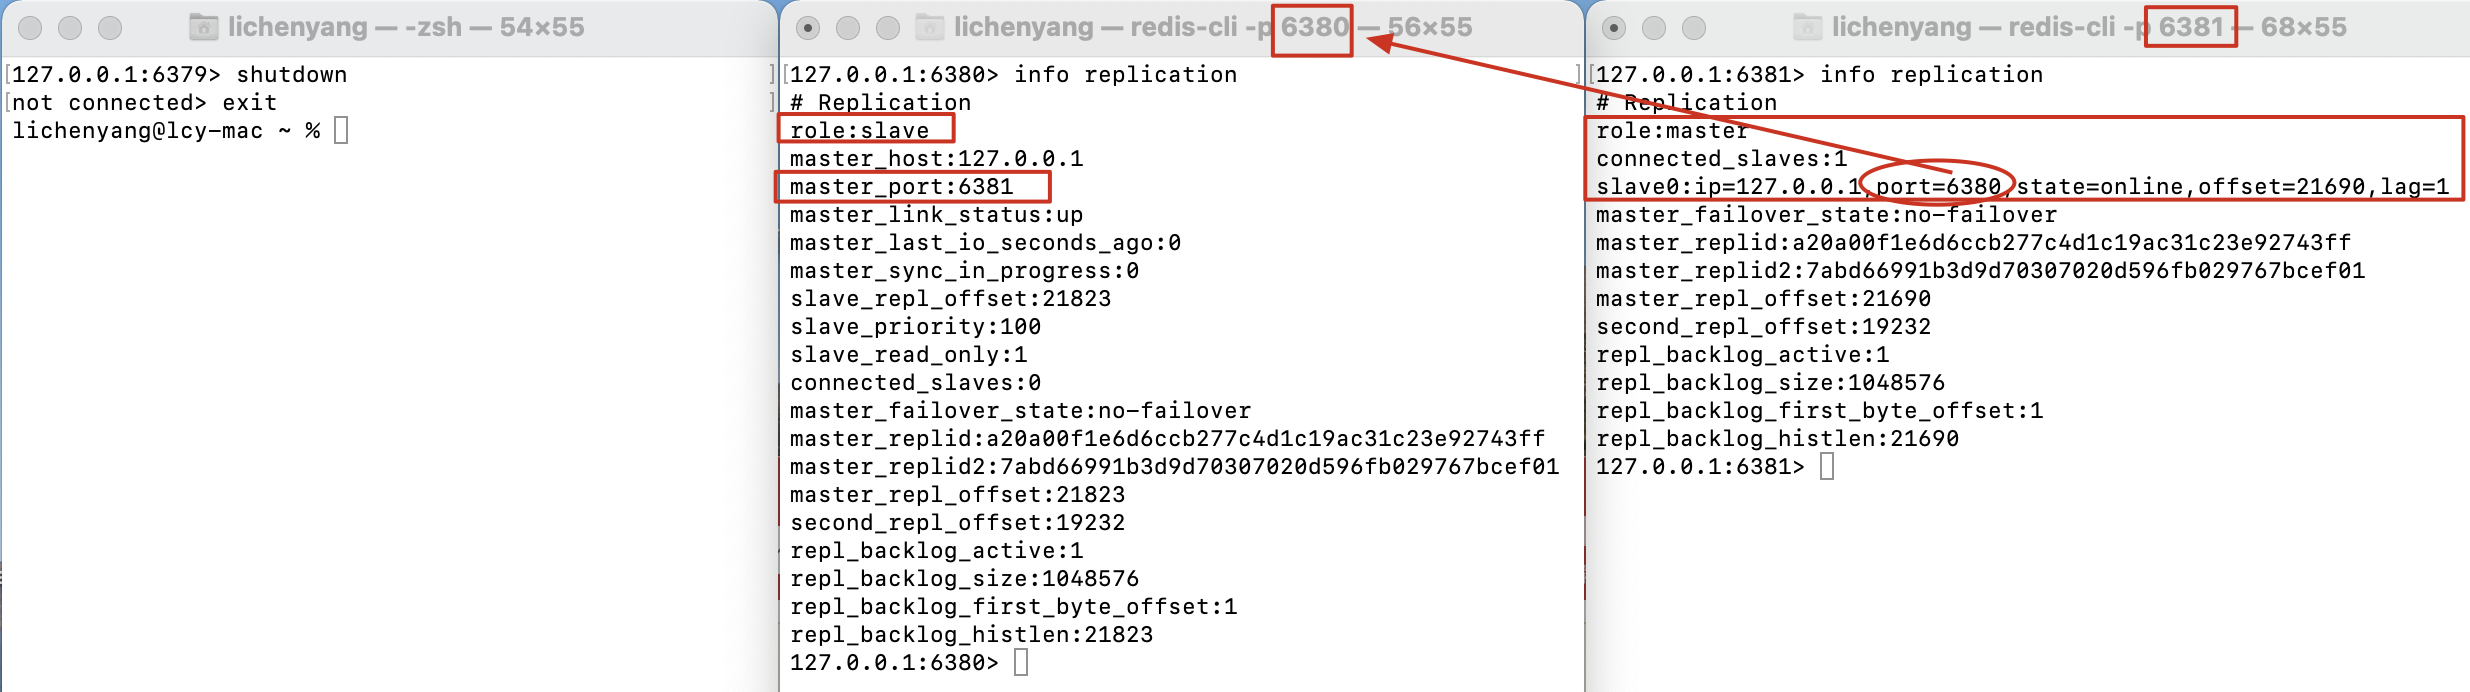 lichenyang — -zsh — 54×55
[127.0.0.1:6379> shutdown ]
[not connected> exit ]
lichenyang@lcy-mac ~ %
lichenyang — redis-cli -p 6380 — 56×55
[127.0.0.1:6380> info replication ]
# Replication
role:slave
master_host:127.0.0.1
master_port:6381
master_link_status:up
master_last_io_seconds_ago:0
master_sync_in_progress:0
slave_repl_offset:21823
slave_priority:100
slave_read_only:1
connected_slaves:0
master_failover_state:no-failover
master_replid:a20a00f1e6d6ccb277c4d1c19ac31c23e92743ff
master_replid2:7abd66991b3d9d70307020d596fb029767bcef01
master_repl_offset:21823
second_repl_offset:19232
repl_backlog_active:1
repl_backlog_size:1048576
repl_backlog_first_byte_offset:1
repl_backlog_histlen:21823
127.0.0.1:6380>
lichenyang — redis-cli -p 6381 — 68×55
[127.0.0.1:6381> info replication
# Replication
role:master
connected_slaves:1
slave0:ip=127.0.0.1,port=6380,state=online,offset=21690,lag=1
master_failover_state:no-failover
master_replid:a20a00f1e6d6ccb277c4d1c19ac31c23e92743ff
master_replid2:7abd66991b3d9d70307020d596fb029767bcef01
master_repl_offset:21690
second_repl_offset:19232
repl_backlog_active:1
repl_backlog_size:1048576
repl_backlog_first_byte_offset:1
repl_backlog_histlen:21690
127.0.0.1:6381>